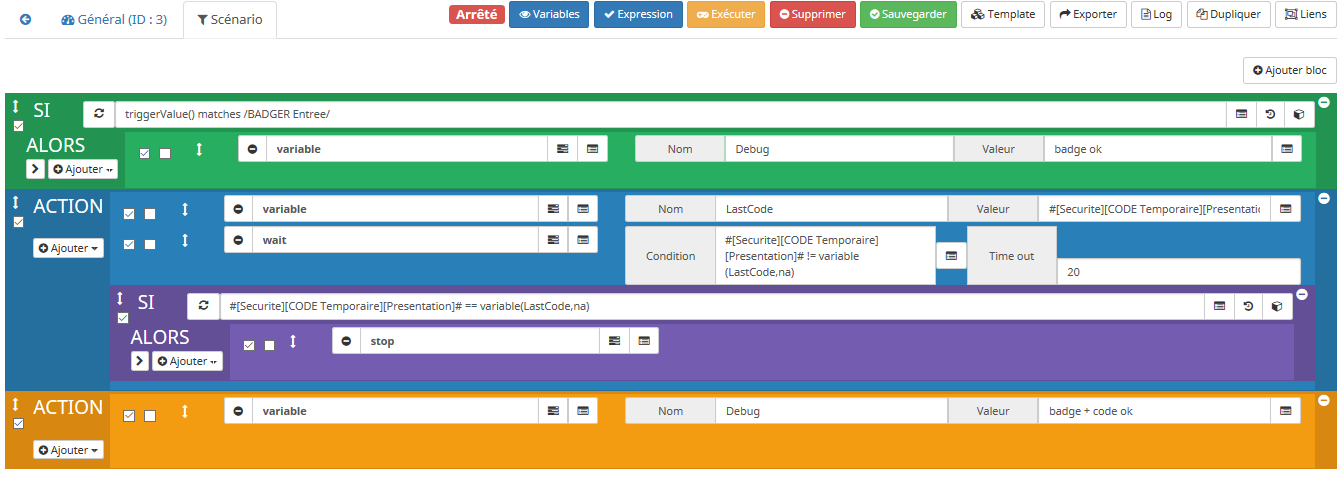 Général (ID : 3) Scénario Arrêté Variables Expression Exécuter Supprimer Sauvegarder Template Exporter Log Dupliquer Liens
Ajouter bloc
SI triggerValue() matches /BADGER Entree/
ALORS variable Nom Debug Valeur badge ok
Ajouter
ACTION variable Nom LastCode Valeur #[Securite][CODE Temporaire][Presentatio
Ajouter wait Condition #[Securite][CODE Temporaire]
[Presentation]# != variable
(LastCode,na) Time out 20
SI #[Securite][CODE Temporaire][Presentation]# == variable(LastCode,na)
ALORS stop
Ajouter
ACTION variable Nom Debug Valeur badge + code ok
Ajouter